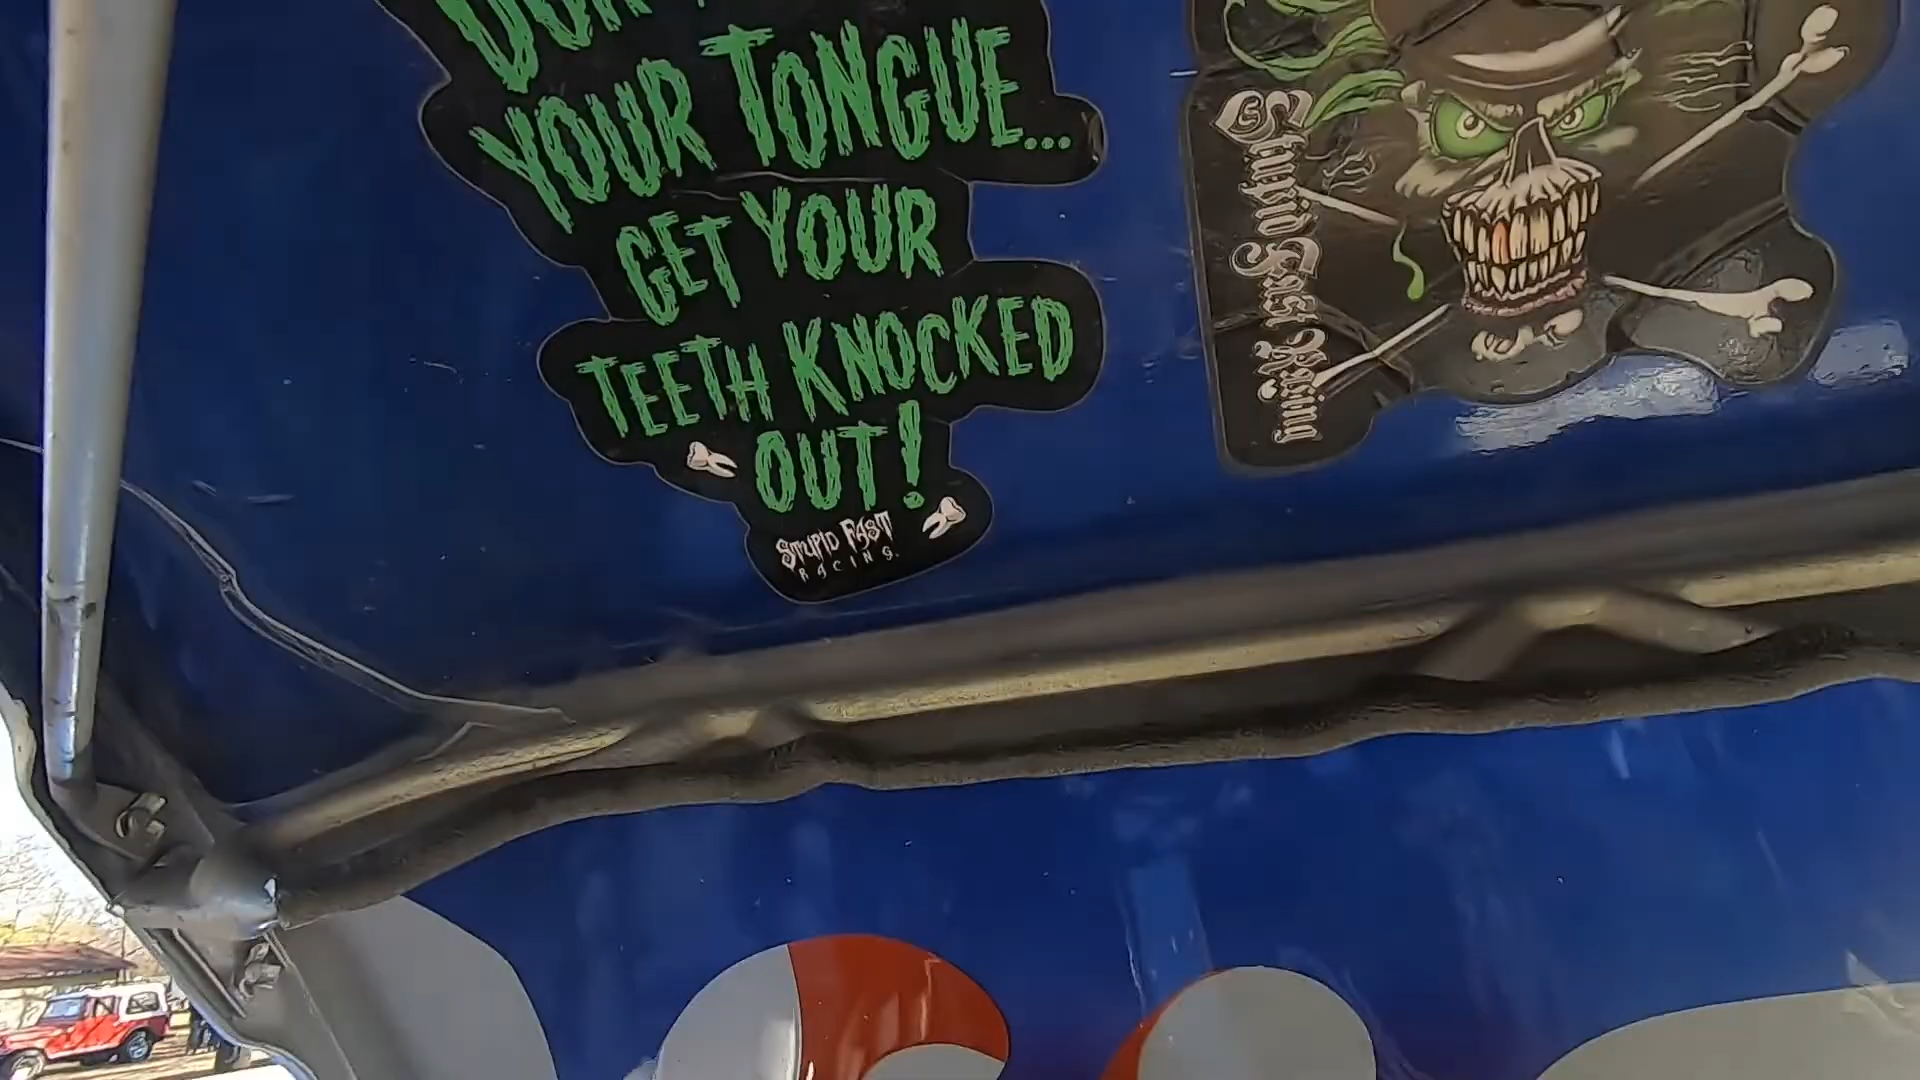 YOUR TONGUE...
GET YOUR
TEETH KNOCKED
OUT!
STUPID FAST
RACING.
Stupid Fast Racing